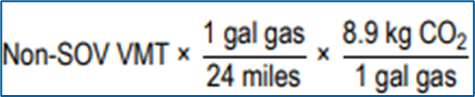 Non-SOV VMT × 1 gal gas / 24 miles × 8.9 kg CO₂ / 1 gal gas